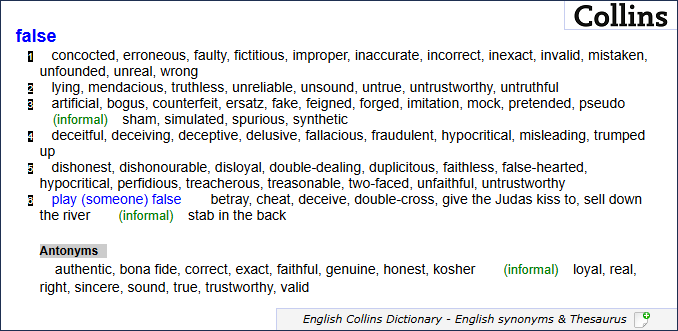 Collins
false
1 concocted, erroneous, faulty, fictitious, improper, inaccurate, incorrect, inexact, invalid, mistaken,
unfounded, unreal, wrong
2 lying, mendacious, truthless, unreliable, unsound, untrue, untrustworthy, untruthful
3 artificial, bogus, counterfeit, ersatz, fake, feigned, forged, imitation, mock, pretended, pseudo
(informal) sham, simulated, spurious, synthetic
4 deceitful, deceiving, deceptive, delusive, fallacious, fraudulent, hypocritical, misleading, trumped
up
5 dishonest, dishonourable, disloyal, double-dealing, duplicitous, faithless, false-hearted,
hypocritical, perfidious, treacherous, treasonable, two-faced, unfaithful, untrustworthy
6 play (someone) false betray, cheat, deceive, double-cross, give the Judas kiss to, sell down
the river (informal) stab in the back
Antonyms
authentic, bona fide, correct, exact, faithful, genuine, honest, kosher (informal) loyal, real,
right, sincere, sound, true, trustworthy, valid
English Collins Dictionary - English synonyms & Thesaurus